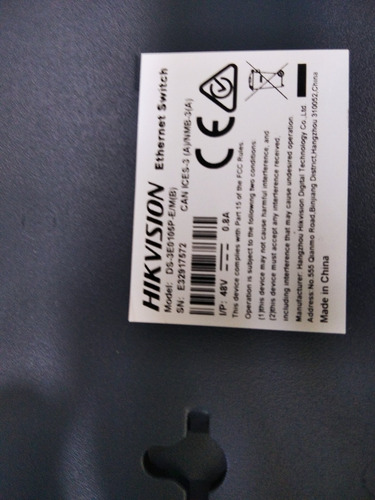 HIKVISION
Ethernet Switch
Model: DS-3E0105P-E/M(B)
SN: E32917572
CAN ICES-3 (A)/NMB-3(A)
I/P: 48V 0.8A
This device complies with Part 15 of the FCC Rules.
Operation is subject to the following two conditions:
(1)this device may not cause harmful interference, and
(2)this device must accept any interference received,
including interference that may cause undesired operation.
Manufacturer: Hangzhou Hikvision Digital Technology Co.,Ltd.
Address:No.555 Qianmo Road,Binjiang District,Hangzhou 310052,China
Made in China